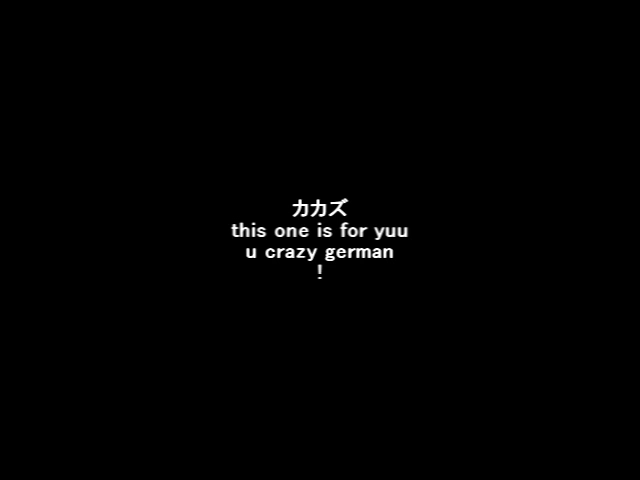 カカズ
this one is for yuu
u crazy german
!